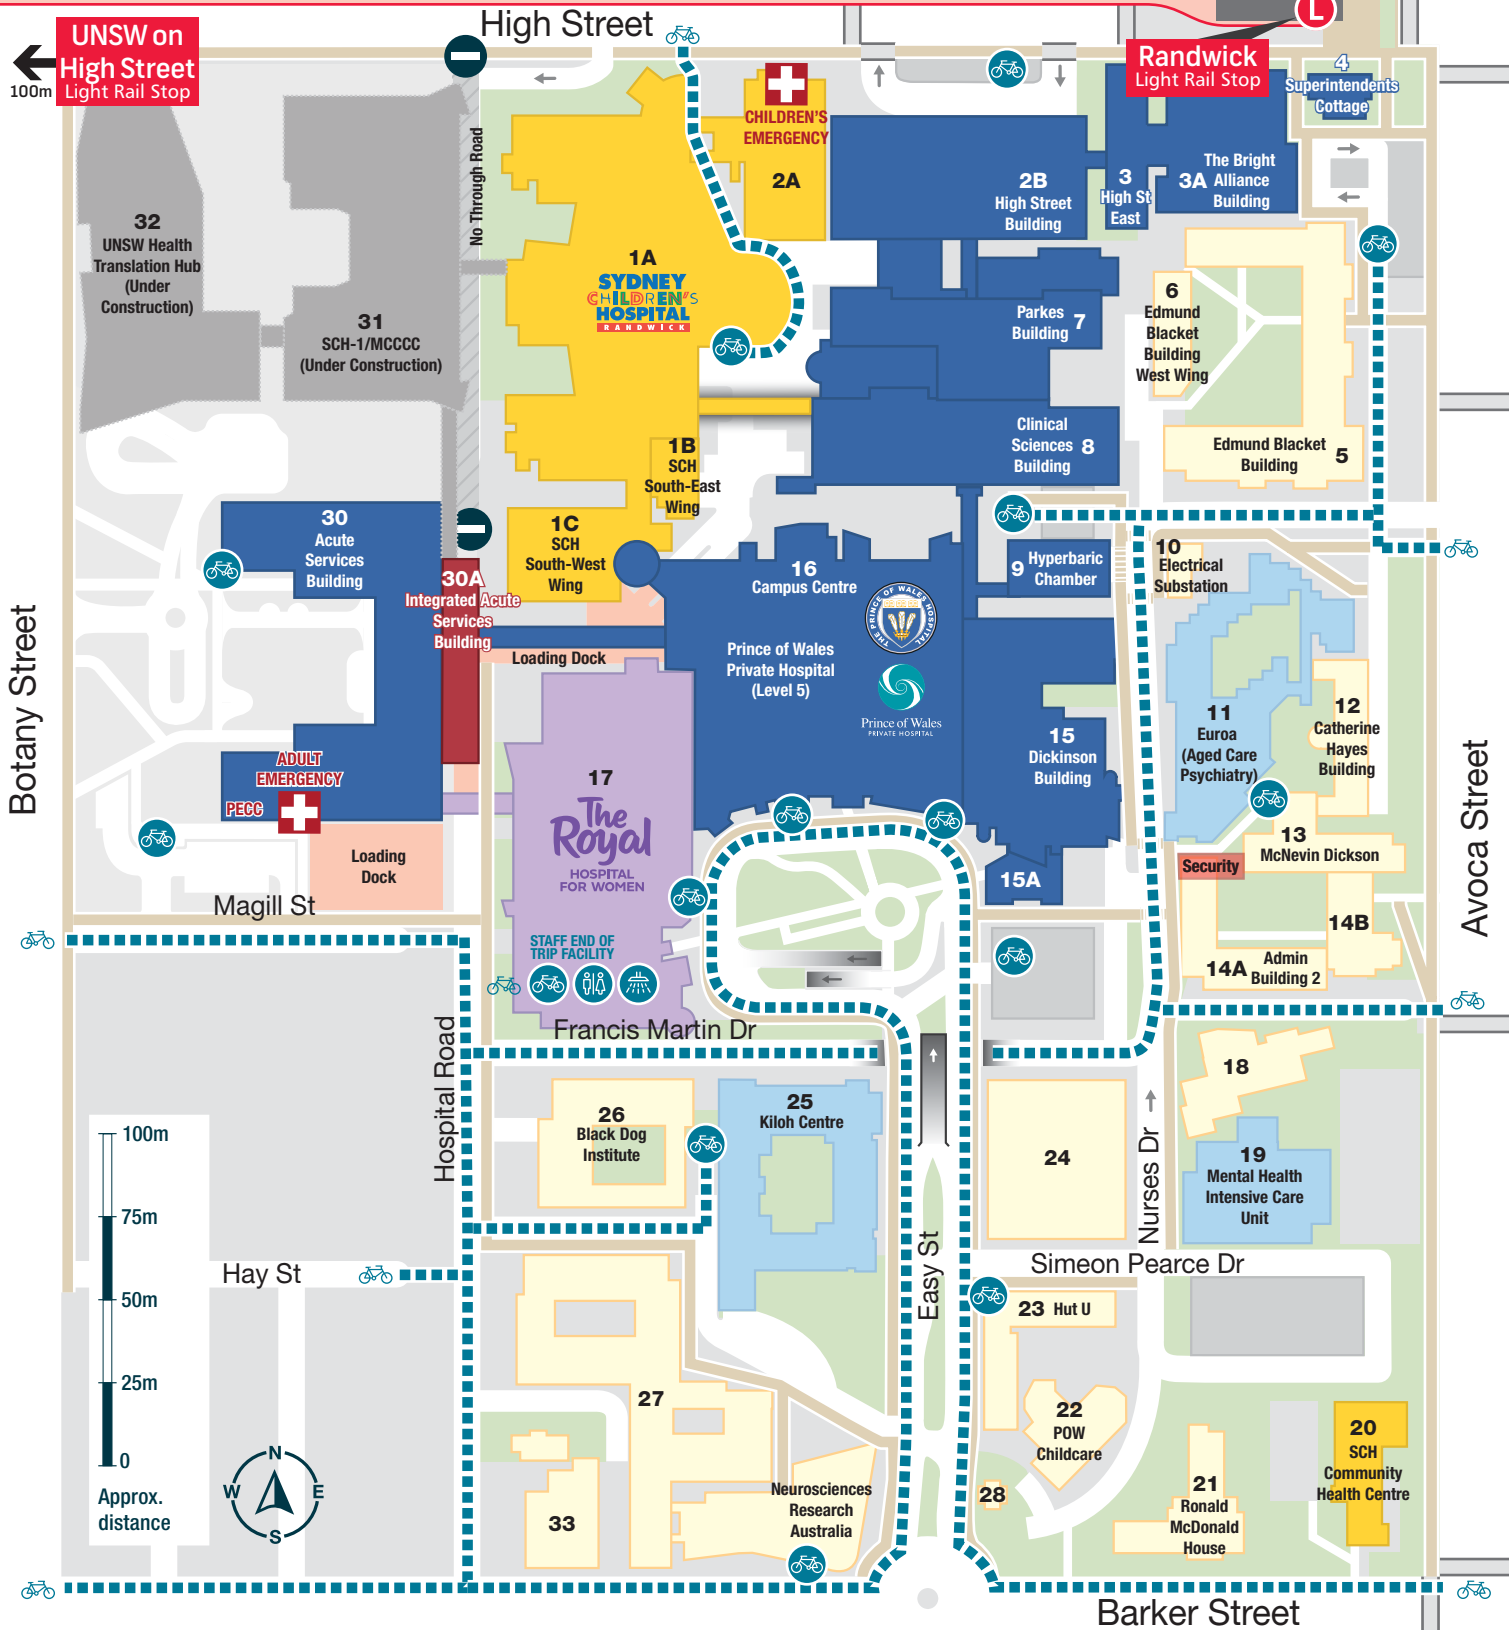 High Street
UNSW on
High Street
Light Rail Stop
100m
L
Randwick
Light Rail Stop
4
Superintendents
Cottage
No Through Road
CHILDREN'S
EMERGENCY
2A
2B
High Street
Building
3
High St
East
3A
The Bright
Alliance
Building
32
UNSW Health
Translation Hub
(Under
Construction)
31
SCH-1/MCCCC
(Under Construction)
1A
SYDNEY
CHILDREN'S
HOSPITAL
RANDWICK
Parkes
Building
7
6
Edmund
Blacket
Building
West Wing
Clinical
Sciences
Building
8
Edmund Blacket
Building
5
1B
SCH
South-East
Wing
1C
SCH
South-West
Wing
30
Acute
Services
Building
30A
Integrated Acute
Services
Building
Loading Dock
16
Campus Centre
THE PRINCE OF WALES HOSPITAL
Prince of Wales
Private Hospital
(Level 5)
Prince of Wales
PRIVATE HOSPITAL
9
Hyperbaric
Chamber
10
Electrical
Substation
11
Euroa
(Aged Care
Psychiatry)
12
Catherine
Hayes
Building
15
Dickinson
Building
15A
13
McNevin Dickson
Security
14B
14A
Admin
Building 2
Botany Street
Avoca Street
ADULT
EMERGENCY
PECC
Loading
Dock
Magill St
17
The
Royal
HOSPITAL
FOR WOMEN
STAFF END OF
TRIP FACILITY
Francis Martin Dr
Hospital Road
18
19
Mental Health
Intensive Care
Unit
26
Black Dog
Institute
25
Kiloh Centre
24
Nurses Dr
Simeon Pearce Dr
Easy St
Hay St
100m
75m
50m
25m
0
Approx.
distance
N
W
E
S
23
Hut U
22
POW
Childcare
27
28
33
Neurosciences
Research
Australia
21
Ronald
McDonald
House
20
SCH
Community
Health Centre
Barker Street